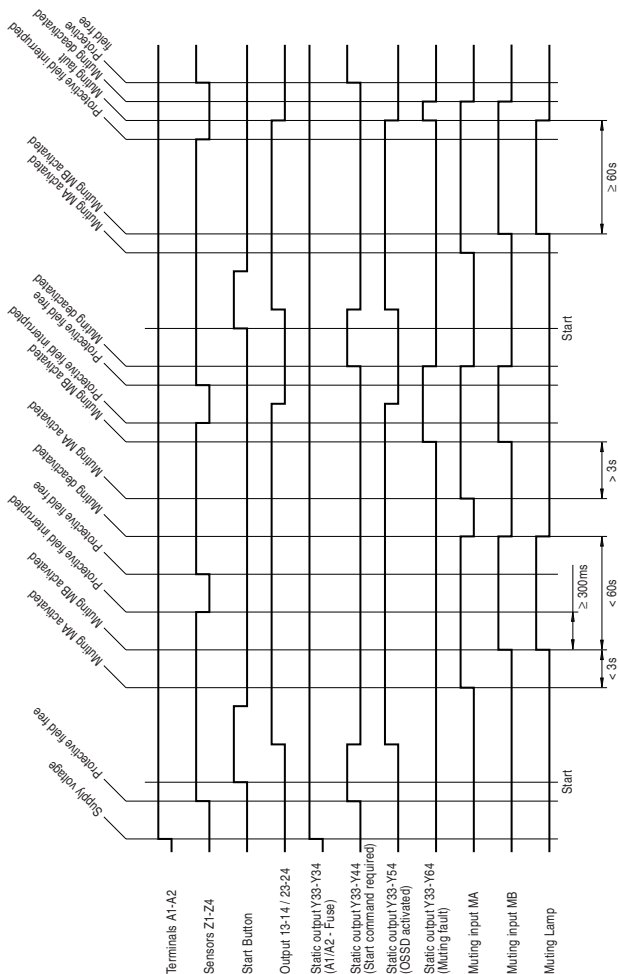 Supply voltage
Protective field free
Muting MA activated
Muting MB activated
Protective field interrupted
Protective field free
Muting deactivated
Muting MA activated
Muting MB activated
Protective field interrupted
Protective field free
Muting deactivated
Muting MA activated
Muting MB activated
Protective field interrupted
Muting fault
Muting deactivated
Protective
field free
Terminals A1-A2
Sensors Z1-Z4
Start Button
Output 13-14 / 23-24
Static output Y33-Y34
(A1/A2 - Fuse)
Static output Y33-Y44
(Start command required)
Static output Y33-Y54
(OSSD activated)
Static output Y33-Y64
(Muting fault)
Muting input MA
Muting input MB
Muting Lamp
Start
< 3s
≥ 300ms
< 60s
> 3s
Start
≥ 60s